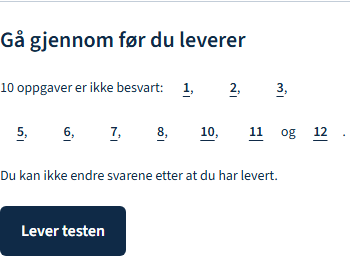 Gå gjennom før du leverer
10 oppgaver er ikke besvart: 1, 2, 3,
5, 6, 7, 8, 10, 11 og 12 .
Du kan ikke endre svarene etter at du har levert.
Lever testen